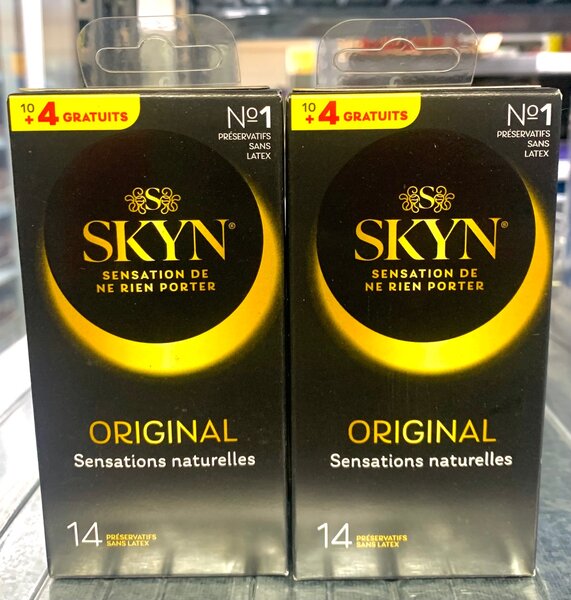 10
+4 GRATUITS
Nº1
PRÉSERVATIFS
SANS
LATEX
S
SKYN®
SENSATION DE
NE RIEN PORTER
ORIGINAL
Sensations naturelles
14 PRÉSERVATIFS
SANS LATEX
10
+4 GRATUITS
Nº1
PRÉSERVATIFS
SANS
LATEX
S
SKYN®
SENSATION DE
NE RIEN PORTER
ORIGINAL
Sensations naturelles
14 PRÉSERVATIFS
SANS LATEX